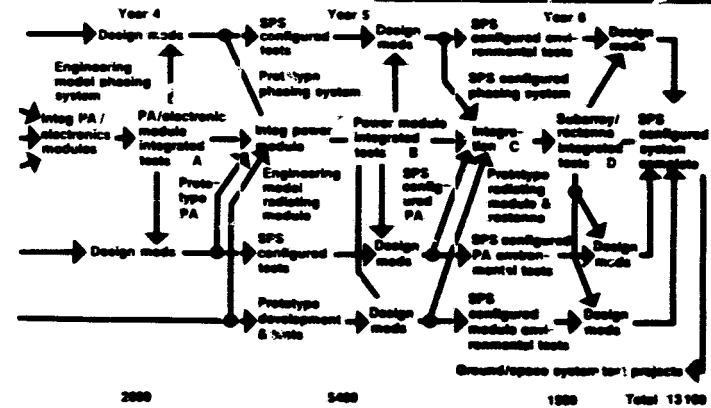 Year 4
Year 5
Year 6
Design mods
SPS
configured
tests
Design
mods
SPS
configured envi-
ronmental tests
Design
mods
Engineering
model phasing
system
Prototype
phasing system
SPS configured
phasing system
Integ PA /
electronics
modules
PA/electronic
module
integrated
tests A
Integ power
module
Power module
integrated
tests B
Integra-
tion C
Subarray/
rectenna
integrated
tests D
SPS
configured
system
complete
Proto-
type
PA
Engineering
model
radiating
module
SPS
config-
ured
PA
Prototype
radiating
module &
rectenna
Design mods
SPS
configured
tests
Design
mods
SPS configured
PA environ-
mental tests
Design
mods
Prototype
development
& tests
Design
mods
SPS
configured
module envi-
ronmental tests
Design
mods
Ground/space system test projects
5400
Total 13100